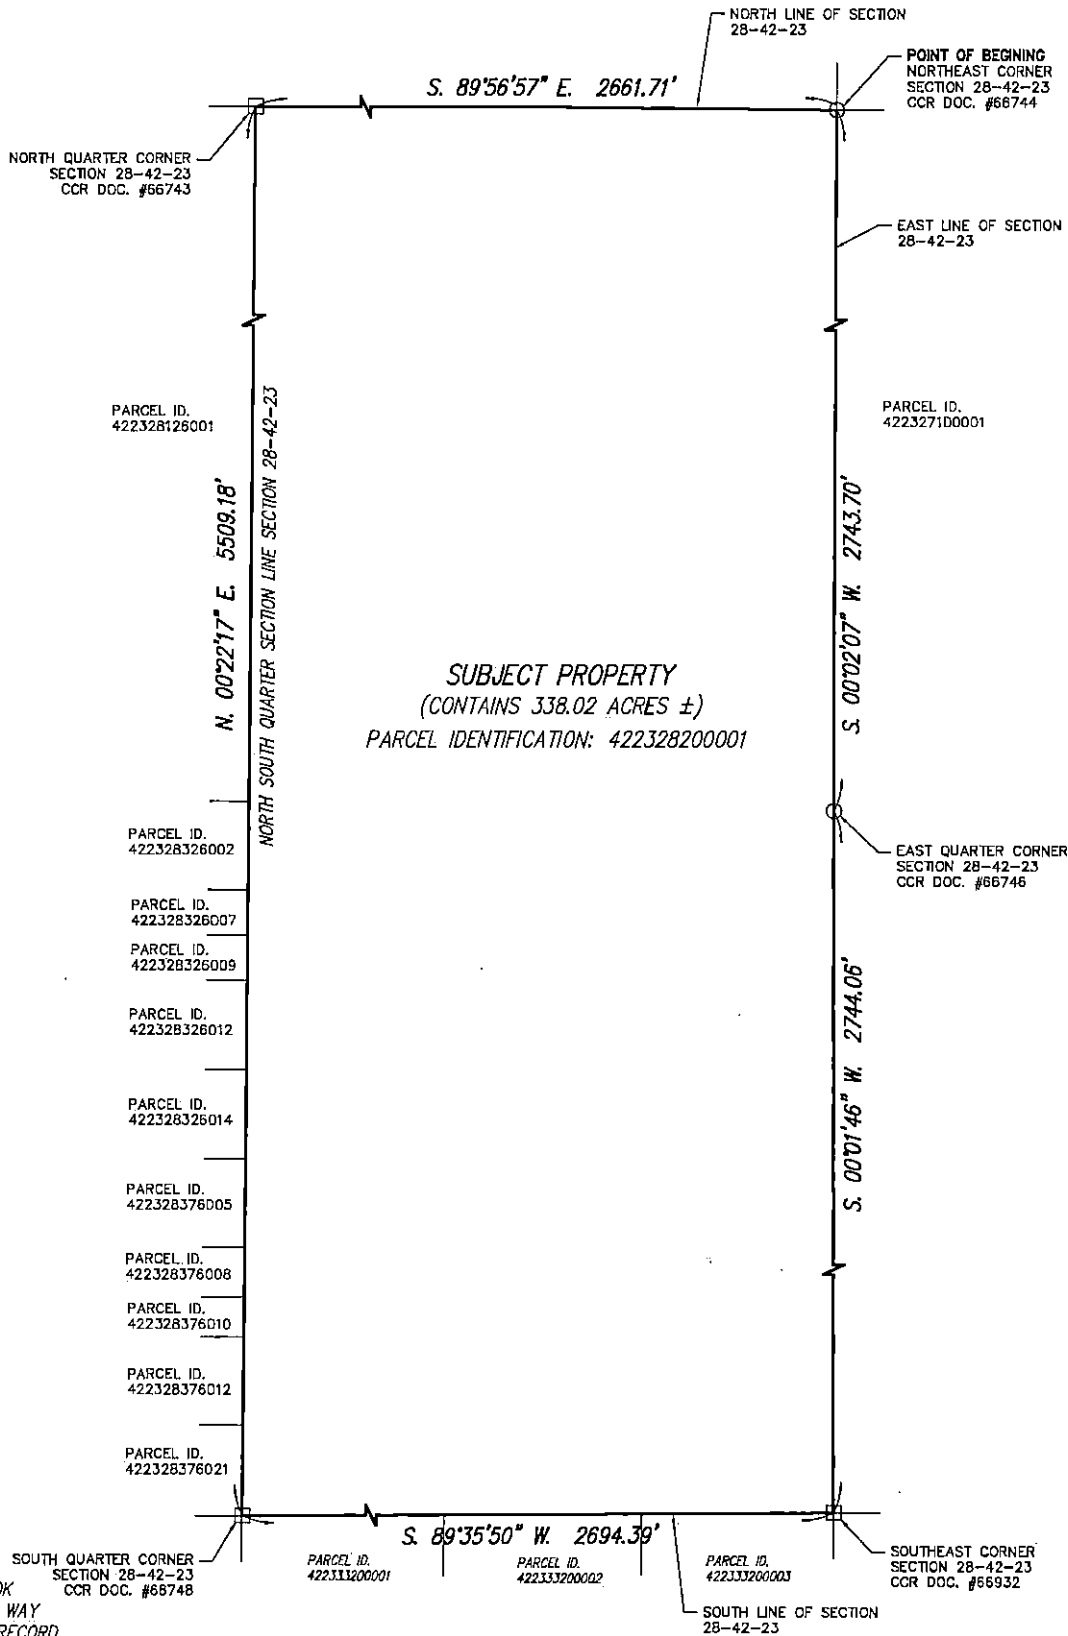 NORTH LINE OF SECTION
28-42-23
POINT OF BEGINING
NORTHEAST CORNER
SECTION 28-42-23
CCR DOC. #66744
S. 89°56'57" E. 2661.71'
NORTH QUARTER CORNER
SECTION 28-42-23
CCR DOC. #66743
EAST LINE OF SECTION
28-42-23
PARCEL ID.
422328126001
PARCEL ID.
422327100001
N. 00°22'17" E. 5509.18'
NORTH SOUTH QUARTER SECTION LINE SECTION 28-42-23
S. 00°02'07" W. 2743.70'
SUBJECT PROPERTY
(CONTAINS 338.02 ACRES ±)
PARCEL IDENTIFICATION: 422328200001
PARCEL ID.
422328326002
EAST QUARTER CORNER
SECTION 28-42-23
CCR DOC. #66746
PARCEL ID.
422328326007
PARCEL ID.
422328326009
PARCEL ID.
422328326012
S. 00°01'46" W. 2744.06'
PARCEL ID.
422328326014
PARCEL ID.
422328376005
PARCEL ID.
422328376008
PARCEL ID.
422328376010
PARCEL ID.
422328376012
PARCEL ID.
422328376021
S. 89°35'50" W. 2694.39'
SOUTH QUARTER CORNER
SECTION 28-42-23
CCR DOC. #66748
PARCEL ID.
422333200001
PARCEL ID.
422333200002
PARCEL ID.
422333200003
SOUTHEAST CORNER
SECTION 28-42-23
CCR DOC. #66932
SOUTH LINE OF SECTION
28-42-23
WAY
RECORD